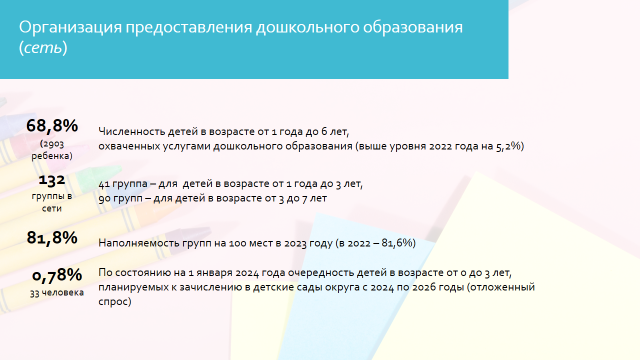 Организация предоставления дошкольного образования
(сеть)
68,8%
(2903
ребенка)
Численность детей в возрасте от 1 года до 6 лет,
охваченных услугами дошкольного образования (выше уровня 2022 года на 5,2%)
132
группы в
сети
41 группа – для детей в возрасте от 1 года до 3 лет,
90 групп – для детей в возрасте от 3 до 7 лет
81,8%
Наполняемость групп на 100 мест в 2023 году (в 2022 – 81,6%)
0,78%
33 человека
По состоянию на 1 января 2024 года очередность детей в возрасте от 0 до 3 лет,
планируемых к зачислению в детские сады округа с 2024 по 2026 годы (отложенный
спрос)